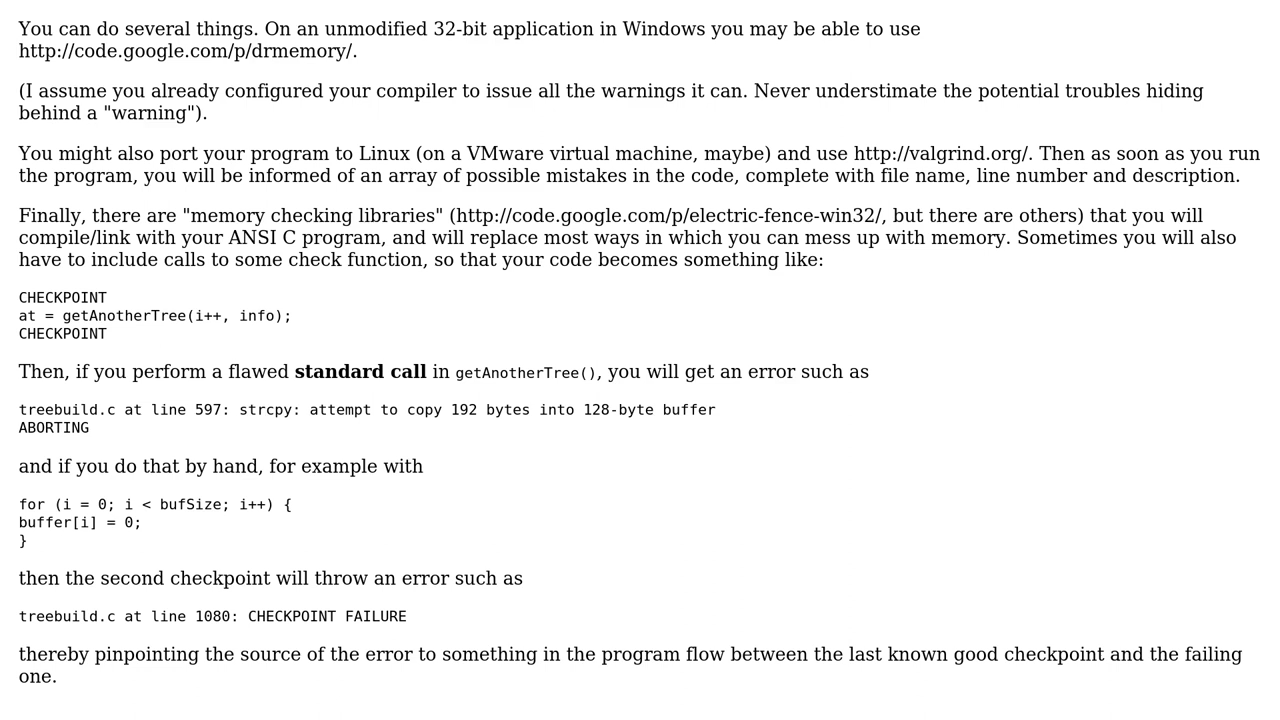 You can do several things. On an unmodified 32-bit application in Windows you may be able to use
http://code.google.com/p/drmemory/.
(I assume you already configured your compiler to issue all the warnings it can. Never understimate the potential troubles hiding
behind a "warning").
You might also port your program to Linux (on a VMware virtual machine, maybe) and use http://valgrind.org/. Then as soon as you run
the program, you will be informed of an array of possible mistakes in the code, complete with file name, line number and description.
Finally, there are "memory checking libraries" (http://code.google.com/p/electric-fence-win32/, but there are others) that you will
compile/link with your ANSI C program, and will replace most ways in which you can mess up with memory. Sometimes you will also
have to include calls to some check function, so that your code becomes something like:
CHECKPOINT
at = getAnotherTree(i++, info);
CHECKPOINT
Then, if you perform a flawed standard call in getAnotherTree(), you will get an error such as
treebuild.c at line 597: strcpy: attempt to copy 192 bytes into 128-byte buffer
ABORTING
and if you do that by hand, for example with
for (i = 0; i < bufSize; i++) {
buffer[i] = 0;
}
then the second checkpoint will throw an error such as
treebuild.c at line 1080: CHECKPOINT FAILURE
thereby pinpointing the source of the error to something in the program flow between the last known good checkpoint and the failing
one.